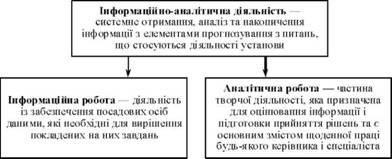 Інформаційно-аналітична діяльність —
системне отримання, аналіз та накопичення
інформації з елементами прогнозування з питань,
що стосуються діяльності установи
Інформаційна робота — діяльність
із забезпечення посадових осіб
даними, які необхідні для вирішення
покладених на них завдань
Аналітична робота — частина
творчої діяльності, яка призначена
для оцінювання інформації і
підготовки прийняття рішень та є
основним змістом щоденної праці
будь-якого керівника і спеціаліста